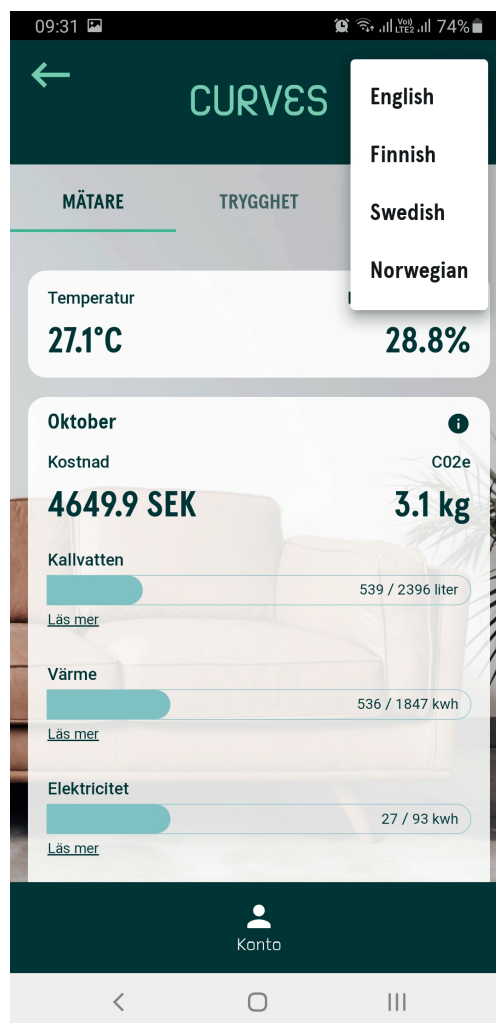 09:31 Vo)) LTE2 74%
CURVES
English
Finnish
Swedish
Norwegian
MÄTARE TRYGGHET
Temperatur
27.1°C 28.8%
Oktober
Kostnad C02e
4649.9 SEK 3.1 kg
Kallvatten
539 / 2396 liter
Läs mer
Värme
536 / 1847 kwh
Läs mer
Elektricitet
27 / 93 kwh
Läs mer
Konto